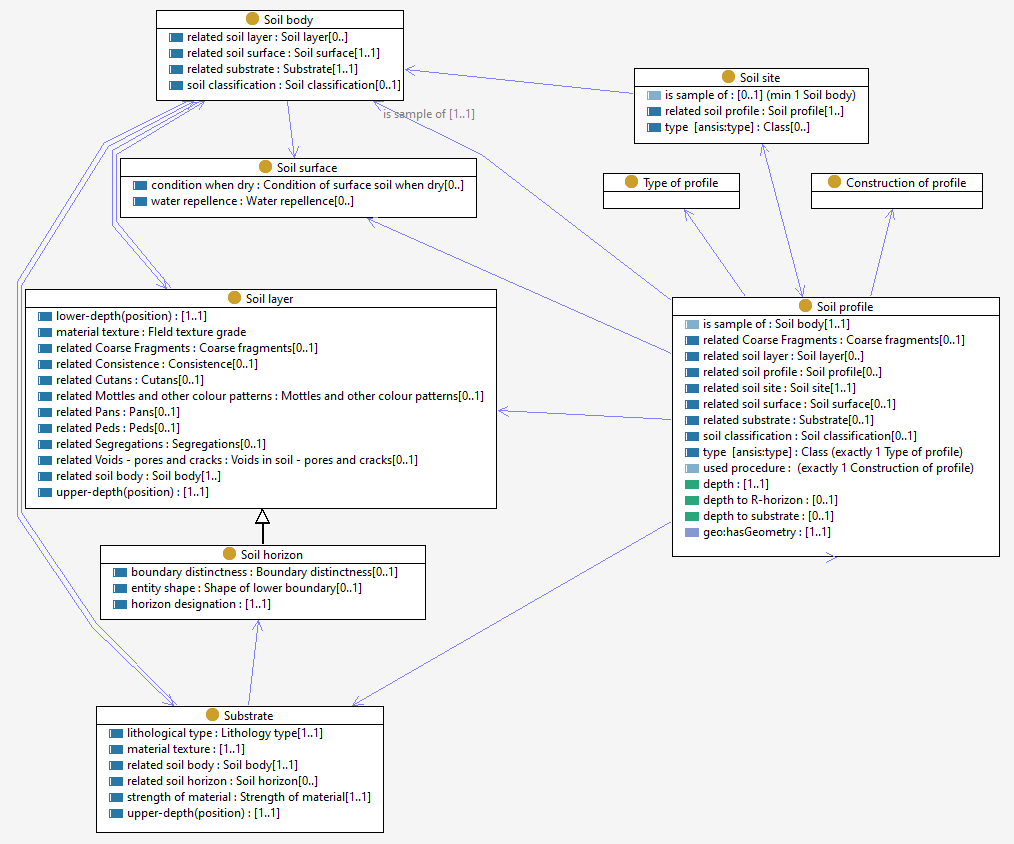 Soil body
related soil layer : Soil layer[0..]
related soil surface : Soil surface[1..1]
related substrate : Substrate[1..1]
soil classification : Soil classification[0..1]
is sample of [1..1]
Soil site
is sample of : [0..1] (min 1 Soil body)
related soil profile : Soil profile[1..]
type [ansis:type] : Class[0..]
Soil surface
condition when dry : Condition of surface soil when dry[0..]
water repellence : Water repellence[0..]
Type of profile
Construction of profile
Soil layer
lower-depth(position) : [1..1]
material texture : FIeld texture grade
related Coarse Fragments : Coarse fragments[0..1]
related Consistence : Consistence[0..1]
related Cutans : Cutans[0..1]
related Mottles and other colour patterns : Mottles and other colour patterns[0..1]
related Pans : Pans[0..1]
related Peds : Peds[0..1]
related Segregations : Segregations[0..1]
related Voids - pores and cracks : Voids in soil - pores and cracks[0..1]
related soil body : Soil body[1..]
upper-depth(position) : [1..1]
Soil profile
is sample of : Soil body[1..1]
related Coarse Fragments : Coarse fragments[0..1]
related soil layer : Soil layer[0..]
related soil profile : Soil profile[0..]
related soil site : Soil site[1..1]
related soil surface : Soil surface[0..1]
related substrate : Substrate[0..1]
soil classification : Soil classification[0..1]
type [ansis:type] : Class (exactly 1 Type of profile)
used procedure : (exactly 1 Construction of profile)
depth : [1..1]
depth to R-horizon : [0..1]
depth to substrate : [0..1]
geo:hasGeometry : [1..1]
Soil horizon
boundary distinctness : Boundary distinctness[0..1]
entity shape : Shape of lower boundary[0..1]
horizon designation : [1..1]
Substrate
lithological type : Lithology type[1..1]
material texture : [1..1]
related soil body : Soil body[1..1]
related soil horizon : Soil horizon[0..]
strength of material : Strength of material[1..1]
upper-depth(position) : [1..1]